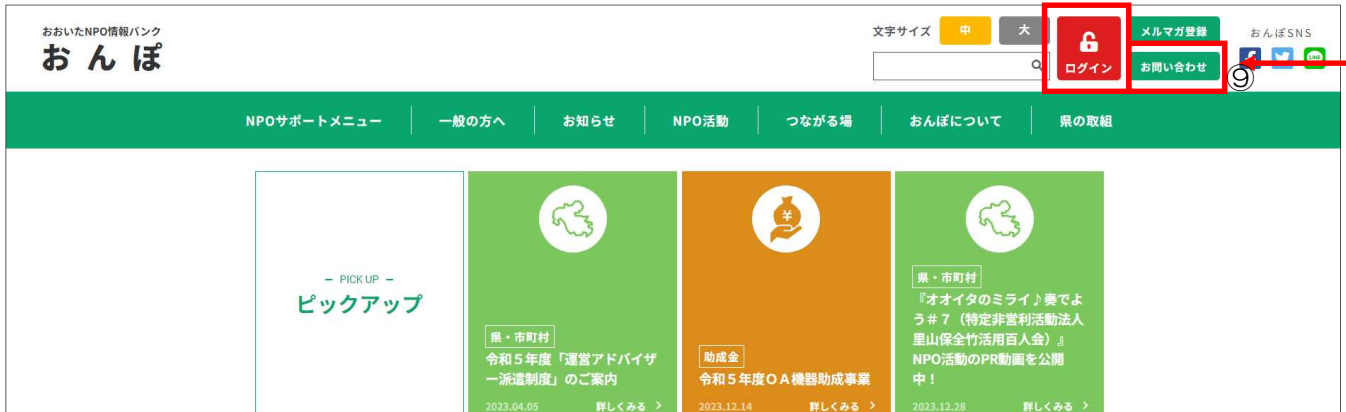 おおいたNPO情報バンク
おんぽ
文字サイズ 中 大
ログイン
メルマガ登録
お問い合わせ
おんぽSNS
LINE
⑨
NPOサポートメニュー 一般の方へ お知らせ NPO活動 つながる場 おんぽについて 県の取組
− PICK UP −
ピックアップ
県・市町村
令和5年度「運営アドバイザ
ー派遣制度」のご案内
2023.04.05 詳しくみる >
¥
助成金
令和5年度OA機器助成事業
2023.12.14 詳しくみる >
県・市町村
『オオイタのミライ♪奏でよ
う#7（特定非営利活動法人
里山保全竹活用百人会）』
NPO活動のPR動画を公開
中！
2023.12.28 詳しくみる >